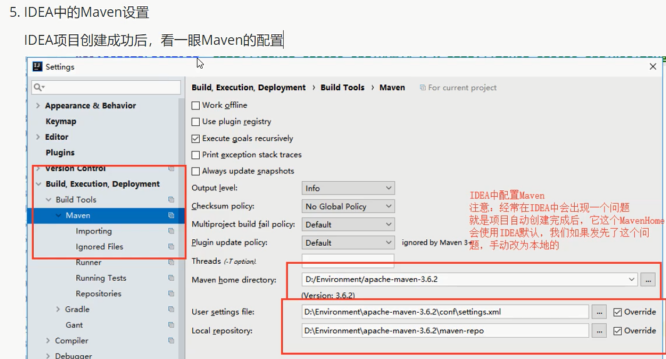 5. IDEA中的Maven设置
IDEA项目创建成功后，看一眼Maven的配置
Settings
Appearance & Behavior
Keymap
Editor
Plugins
Version Control
Build, Execution, Deployment
Build Tools
Maven
Importing
Ignored Files
Runner
Running Tests
Repositories
Gradle
Gant
Compiler
Debugger
Build, Execution, Deployment › Build Tools › Maven For current project
Work offline
Use plugin registry
Execute goals recursively
Print exception stack traces
Always update snapshots
Output level: Info
Checksum policy: No Global Policy
Multiproject build fail policy: Default
Plugin update policy: Default ignored by Maven 3+
Threads (-T option):
Maven home directory: D:/Environment/apache-maven-3.6.2 ...
(Version: 3.6.2)
User settings file: D:\Environment\apache-maven-3.6.2\conf\settings.xml ... Override
Local repository: D:\Environment\apache-maven-3.6.2\maven-repo ... Override
IDEA中配置Maven
注意：经常在IDEA中会出现一个问题
就是项目自动创建完成后，它这个MavenHome
会使用IDEA默认，我们如果发先了这个问
题，手动改为本地的